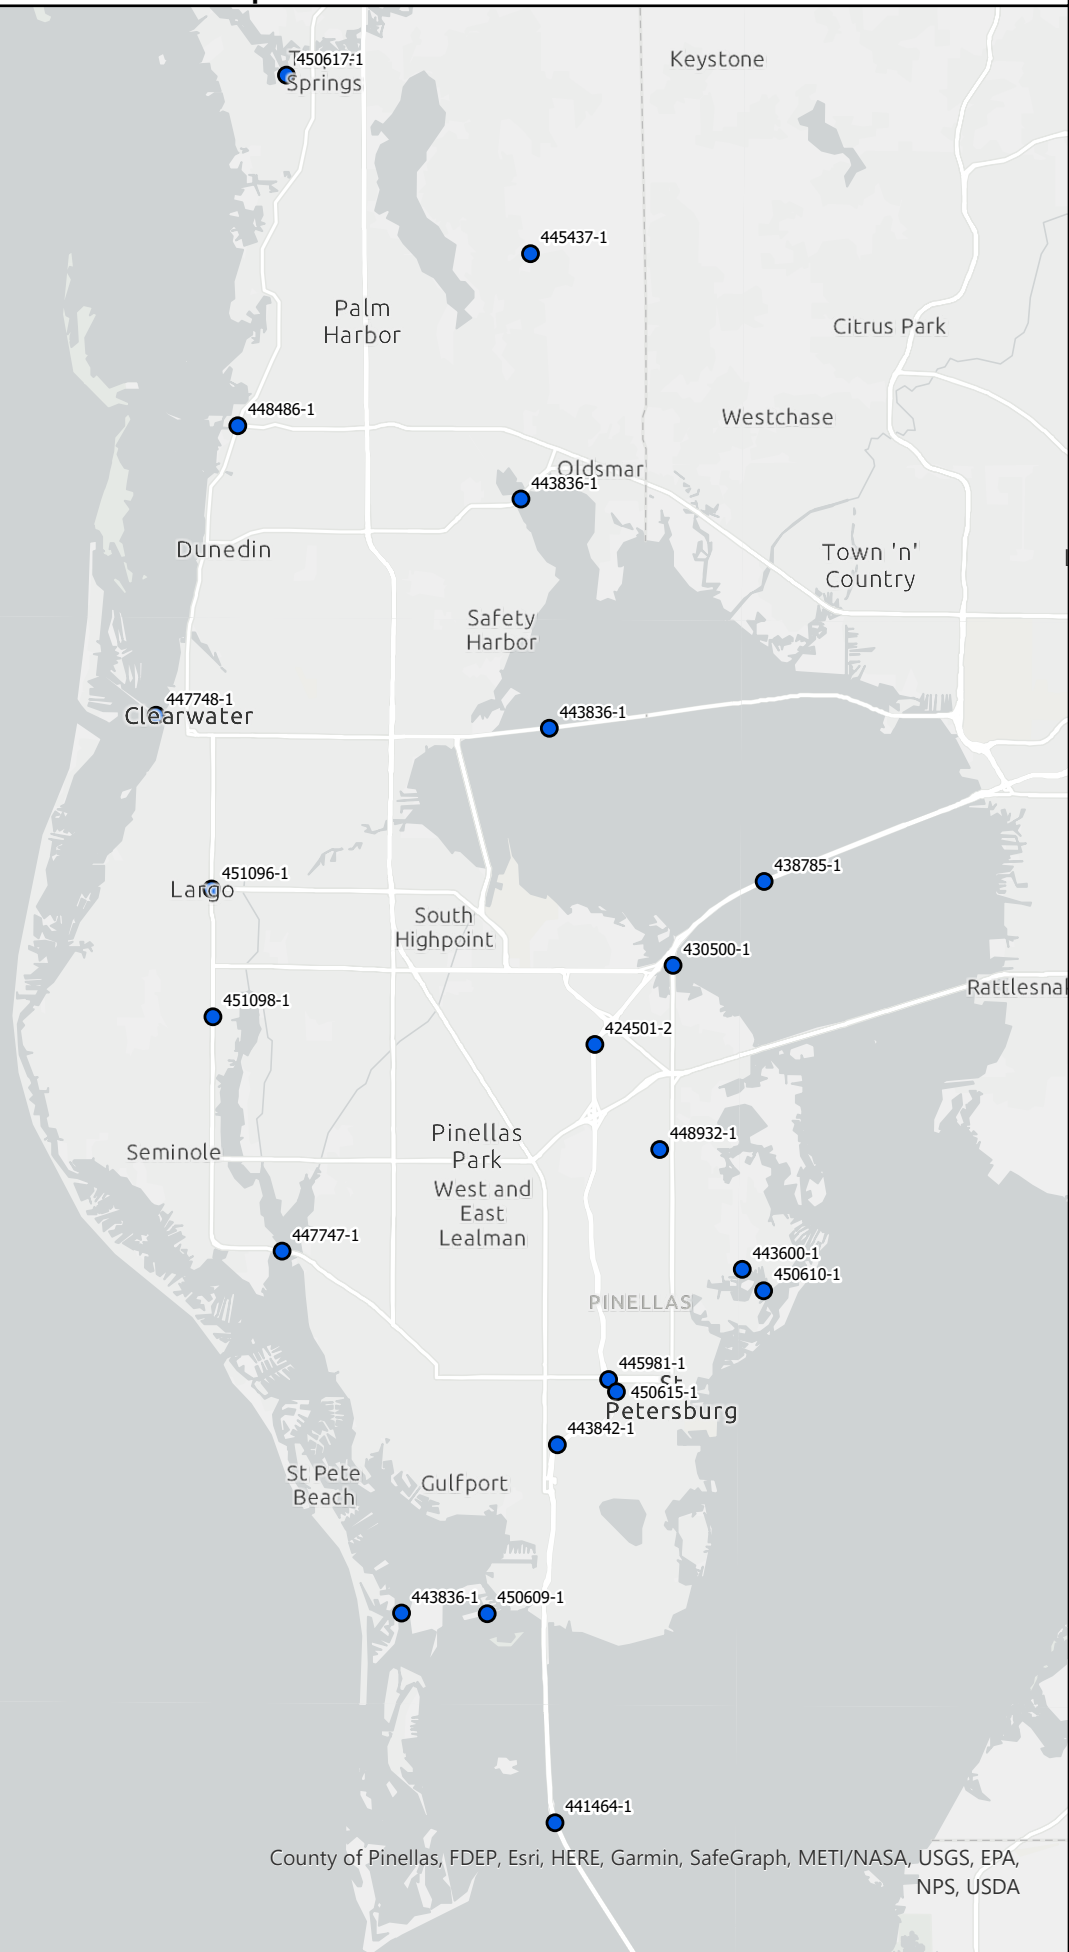 450617-1
Springs
Keystone
445437-1
Palm
Harbor
Citrus Park
448486-1
Westchase
Oldsmar
443836-1
Dunedin
Town 'n'
Country
Safety
Harbor
447748-1
Clearwater
443836-1
438785-1
451096-1
Largo
South
Highpoint
430500-1
Rattlesnal
451098-1
424501-2
Pinellas
Park
448932-1
Seminole
West and
East
Lealman
447747-1
443600-1
450610-1
PINELLAS
445981-1
St
450615-1
Petersburg
443842-1
St Pete
Beach
Gulfport
443836-1
450609-1
441464-1
County of Pinellas, FDEP, Esri, HERE, Garmin, SafeGraph, METI/NASA, USGS, EPA,
NPS, USDA